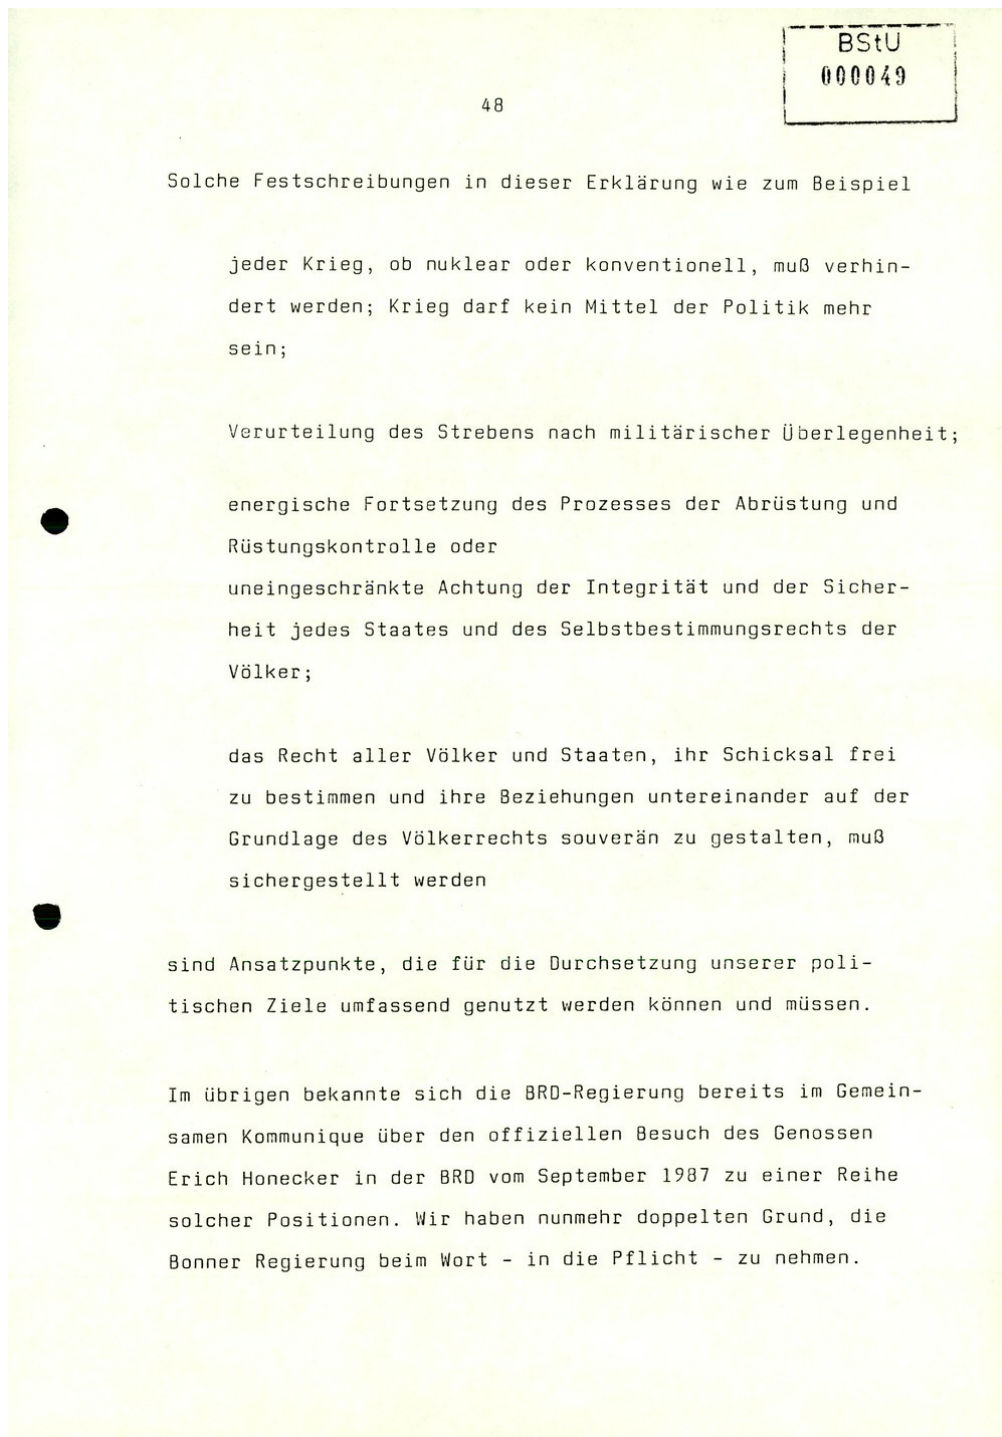 BStU
000049
48
Solche Festschreibungen in dieser Erklärung wie zum Beispiel
jeder Krieg, ob nuklear oder konventionell, muß verhin-
dert werden; Krieg darf kein Mittel der Politik mehr
sein;
Verurteilung des Strebens nach militärischer Überlegenheit;
energische Fortsetzung des Prozesses der Abrüstung und
Rüstungskontrolle oder
uneingeschränkte Achtung der Integrität und der Sicher-
heit jedes Staates und des Selbstbestimmungsrechts der
Völker;
das Recht aller Völker und Staaten, ihr Schicksal frei
zu bestimmen und ihre Beziehungen untereinander auf der
Grundlage des Völkerrechts souverän zu gestalten, muß
sichergestellt werden
sind Ansatzpunkte, die für die Durchsetzung unserer poli-
tischen Ziele umfassend genutzt werden können und müssen.
Im übrigen bekannte sich die BRD-Regierung bereits im Gemein-
samen Kommunique über den offiziellen Besuch des Genossen
Erich Honecker in der BRD vom September 1987 zu einer Reihe
solcher Positionen. Wir haben nunmehr doppelten Grund, die
Bonner Regierung beim Wort - in die Pflicht - zu nehmen.